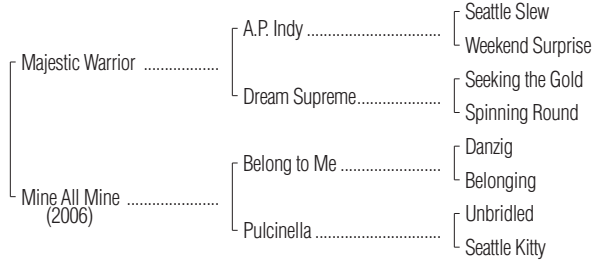 Seattle Slew
A.P. Indy ...........................
Weekend Surprise
Majestic Warrior ...................
Seeking the Gold
Dream Supreme.....................
Spinning Round
Danzig
Belong to Me .....................
Belonging
Mine All Mine .......................
(2006)
Unbridled
Pulcinella ...........................
Seattle Kitty